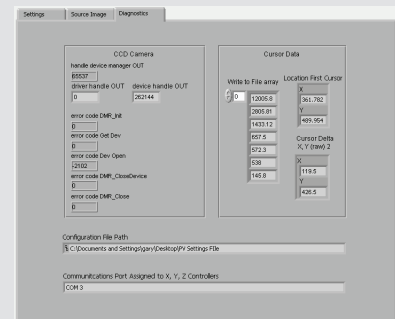 Settings
Source Image
Diagnostics
CCD Camera
handle device manager OUT
65537
driver handle OUT
device handle OUT
0
262144
error code DMR_Init
0
error code Get Dev
0
error code Dev Open
-2102
error code DMR_CloseDevice
0
error code DMR_Close
0
Cursor Data
Write to File array
0
12005.8
2805.81
1433.12
657.5
572.3
538
145.8
Location First Cursor
X
361.782
Y
489.954
Cursor Delta
X, Y (raw) 2
X
119.5
Y
426.5
Configuration File Path
C:\Documents and Settings\gary\Desktop\PV Settings File
Communitcations Port Assigned to X, Y, Z Controllers
COM 3